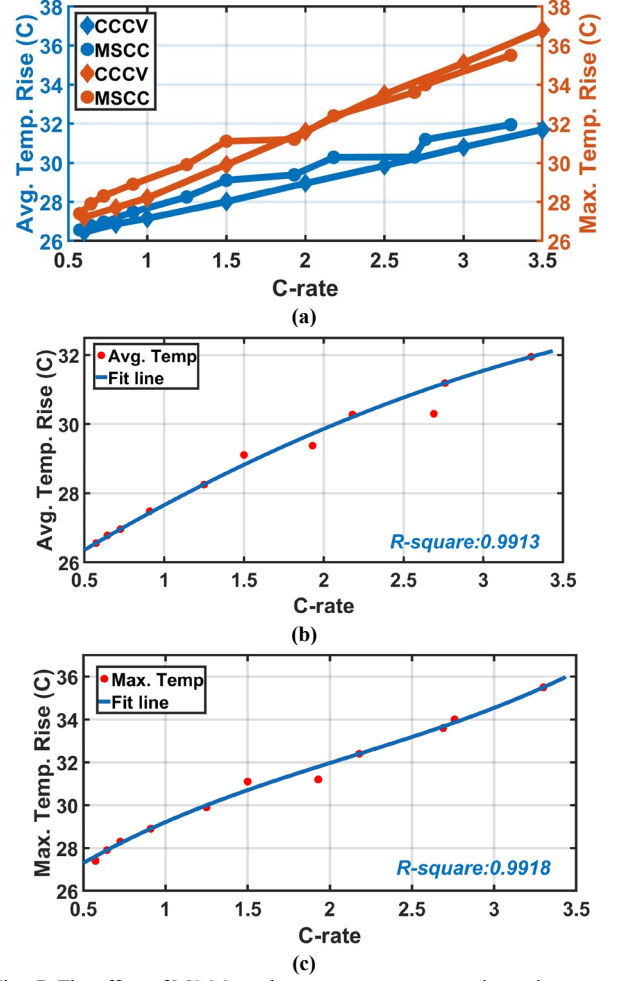 38
36
34
32
30
28
26
Avg. Temp. Rise (C)
CCCV
MSCC
CCCV
MSCC
38
36
34
32
30
28
26
Max. Temp. Rise (C)
0.5 1 1.5 2 2.5 3 3.5
C-rate
(a)
32
30
28
26
Avg. Temp. Rise (C)
Avg. Temp
Fit line
R-square:0.9913
0.5 1 1.5 2 2.5 3 3.5
C-rate
(b)
36
34
32
30
28
26
Max. Temp. Rise (C)
Max. Temp
Fit line
R-square:0.9918
0.5 1 1.5 2 2.5 3 3.5
C-rate
(c)